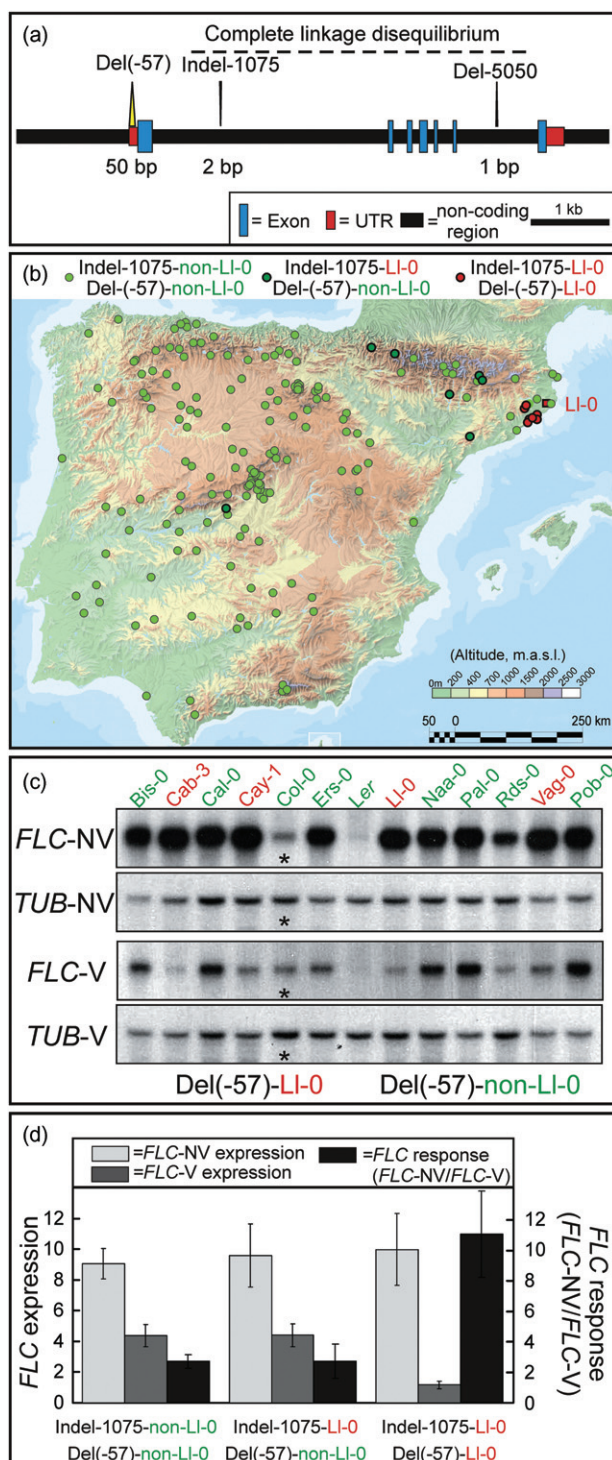 (a)
Complete linkage disequilibrium
Del(-57) Indel-1075 Del-5050
50 bp 2 bp 1 bp
= Exon = UTR = non-coding region 1 kb
(b)
Indel-1075-non-Ll-0 Indel-1075-Ll-0 Indel-1075-Ll-0
Del(-57)-non-Ll-0 Del(-57)-non-Ll-0 Del(-57)-Ll-0
Ll-0
(Altitude, m.a.s.l.)
0m 200 400 700 1000 1500 2000 2500 3000
50 0 250 km
(c)
Bis-0 Cab-3 Cal-0 Cay-1 Col-0 Ers-0 Ler Ll-0 Naa-0 Pal-0 Rds-0 Vag-0 Pob-0
FLC-NV
*
TUB-NV
*
FLC-V
*
TUB-V
*
Del(-57)-Ll-0 Del(-57)-non-Ll-0
(d)
=FLC-NV expression =FLC response
=FLC-V expression (FLC-NV/FLC-V)
FLC expression
12
10
8
6
4
2
0
12
10
8
6
4
2
0
FLC response
(FLC-NV/FLC-V)
Indel-1075-non-Ll-0 Indel-1075-Ll-0 Indel-1075-Ll-0
Del(-57)-non-Ll-0 Del(-57)-non-Ll-0 Del(-57)-Ll-0